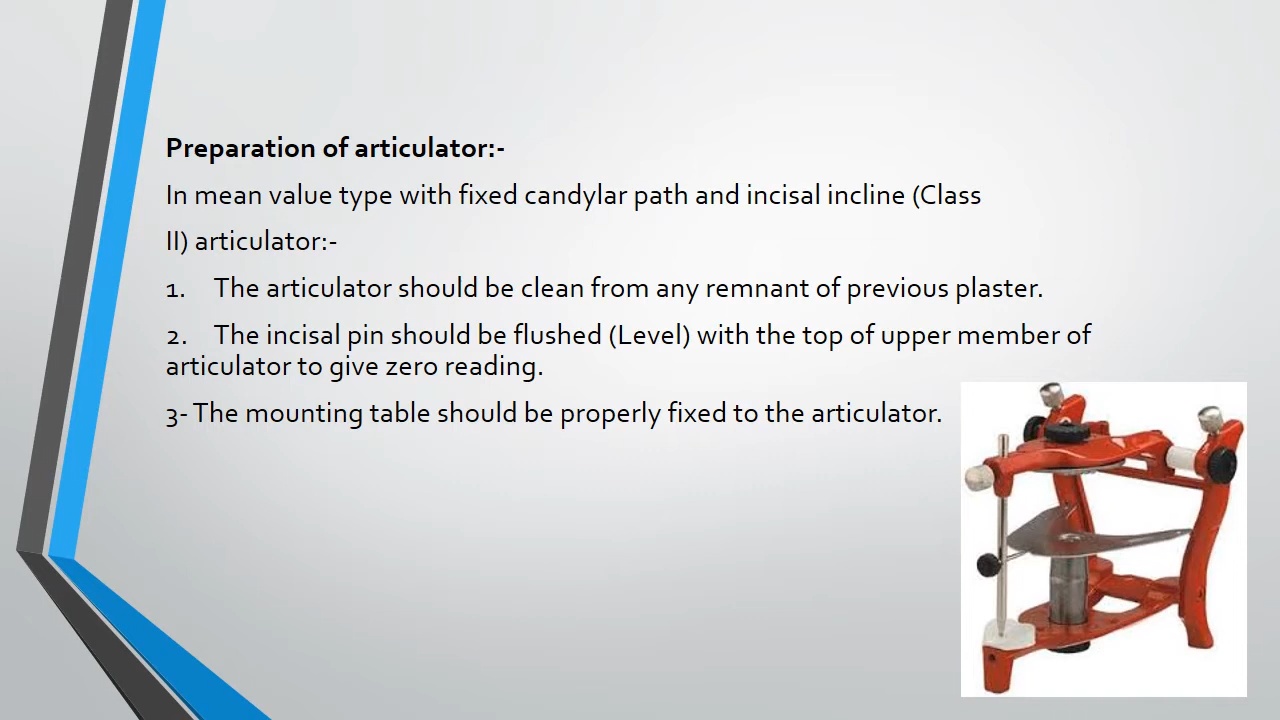 Preparation of articulator:-
In mean value type with fixed candylar path and incisal incline (Class
II) articulator:-
1. The articulator should be clean from any remnant of previous plaster.
2. The incisal pin should be flushed (Level) with the top of upper member of
articulator to give zero reading.
3- The mounting table should be properly fixed to the articulator.